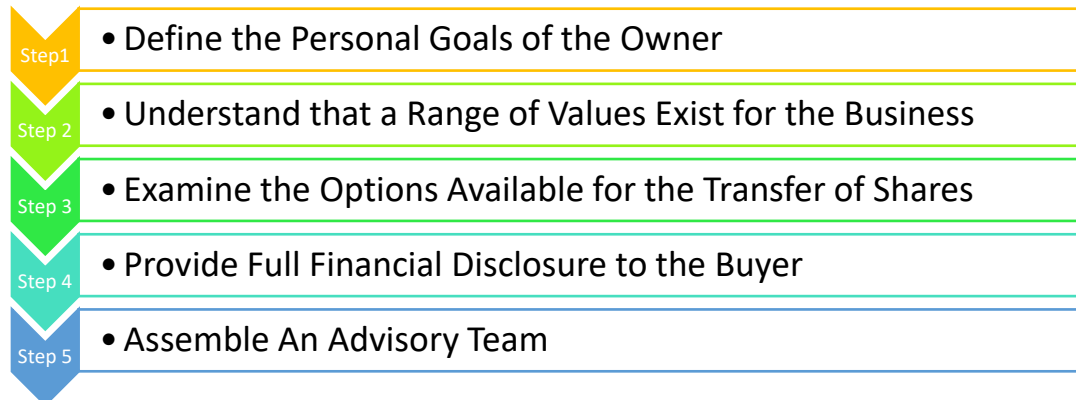 Step1
• Define the Personal Goals of the Owner
Step 2
• Understand that a Range of Values Exist for the Business
Step 3
• Examine the Options Available for the Transfer of Shares
Step 4
• Provide Full Financial Disclosure to the Buyer
Step 5
• Assemble An Advisory Team